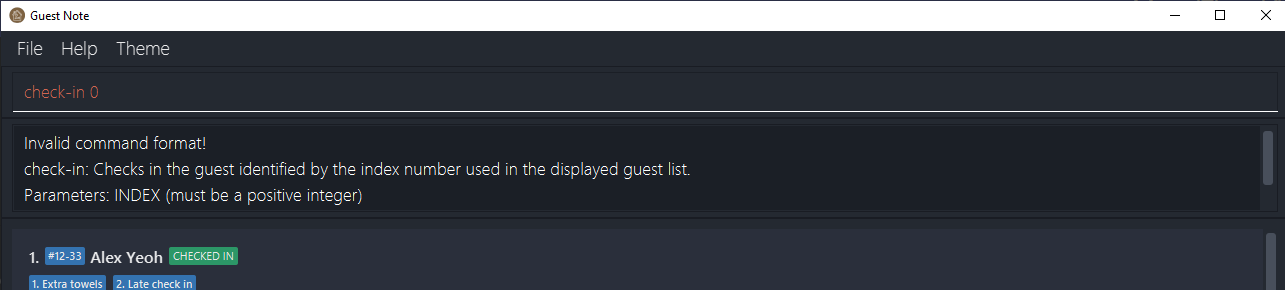 Guest Note
File Help Theme
check-in 0
Invalid command format!
check-in: Checks in the guest identified by the index number used in the displayed guest list.
Parameters: INDEX (must be a positive integer)
1. #12-33 Alex Yeoh CHECKED IN
1. Extra towels 2. Late check in